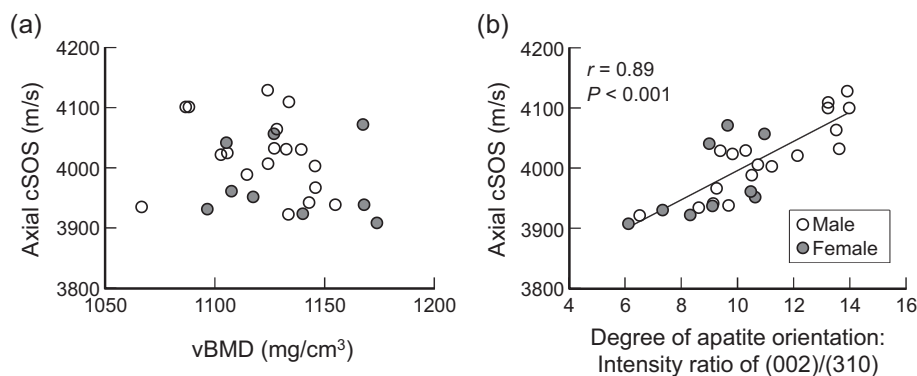 (a)
4200
4100
4000
3900
3800
Axial cSOS (m/s)
1050
1100
1150
1200
vBMD (mg/cm³)
(b)
4200
4100
4000
3900
3800
Axial cSOS (m/s)
r = 0.89
P < 0.001
Male
Female
4
6
8
10
12
14
16
Degree of apatite orientation:
Intensity ratio of (002)/(310)